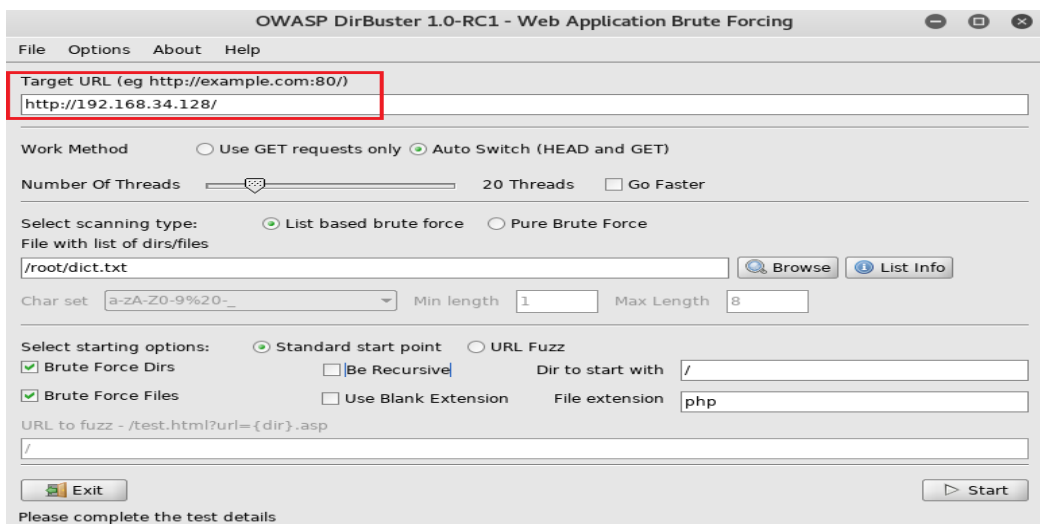 OWASP DirBuster 1.0-RC1 - Web Application Brute Forcing
File Options About Help
Target URL (eg http://example.com:80/)
http://192.168.34.128/
Work Method Use GET requests only Auto Switch (HEAD and GET)
Number Of Threads 20 Threads Go Faster
Select scanning type: List based brute force Pure Brute Force
File with list of dirs/files
/root/dict.txt Browse List Info
Char set a-zA-Z0-9%20-_ Min length 1 Max Length 8
Select starting options: Standard start point URL Fuzz
Brute Force Dirs Be Recursive Dir to start with /
Brute Force Files Use Blank Extension File extension php
URL to fuzz - /test.html?url={dir}.asp
/
Exit Start
Please complete the test details